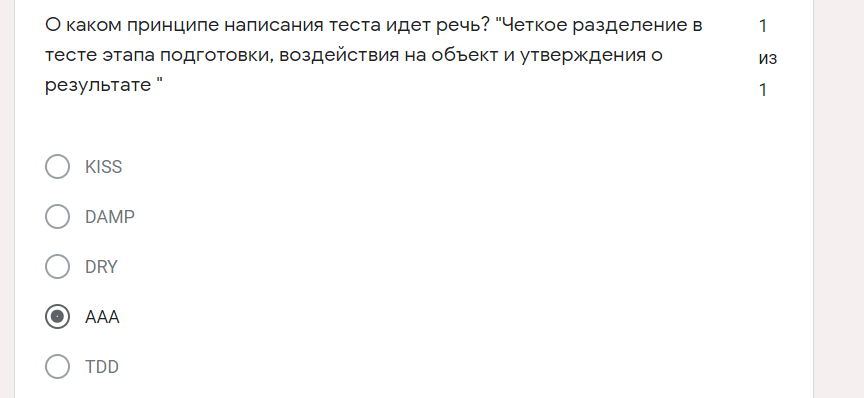 О каком принципе написания теста идет речь? "Четкое разделение в
тесте этапа подготовки, воздействия на объект и утверждения о
результате "
1
из
1
KISS
DAMP
DRY
AAA
TDD